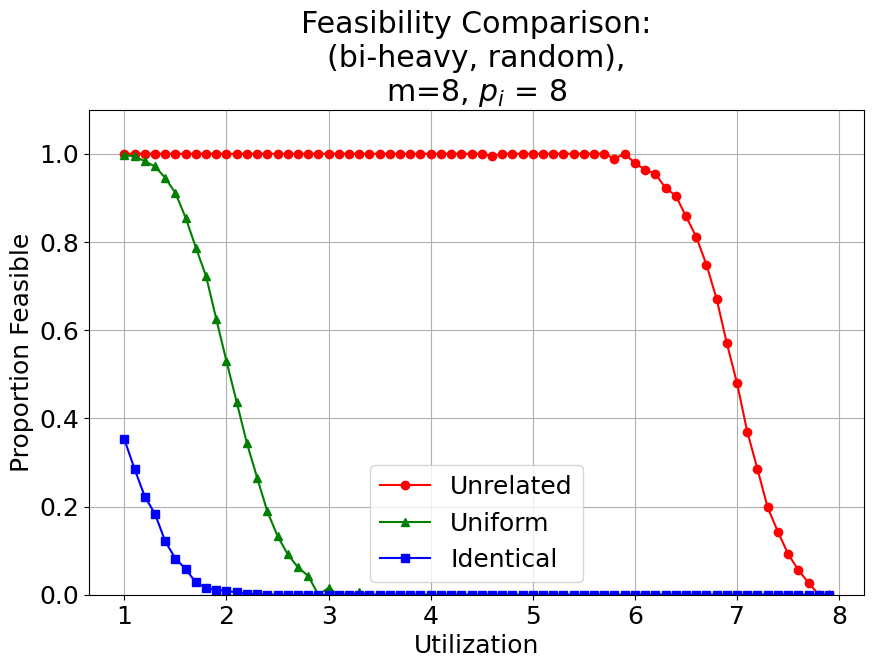 Feasibility Comparison:
(bi-heavy, random),
m=8, p_i = 8
Proportion Feasible
1.0
0.8
0.6
0.4
0.2
0.0
Unrelated
Uniform
Identical
1 2 3 4 5 6 7 8
Utilization